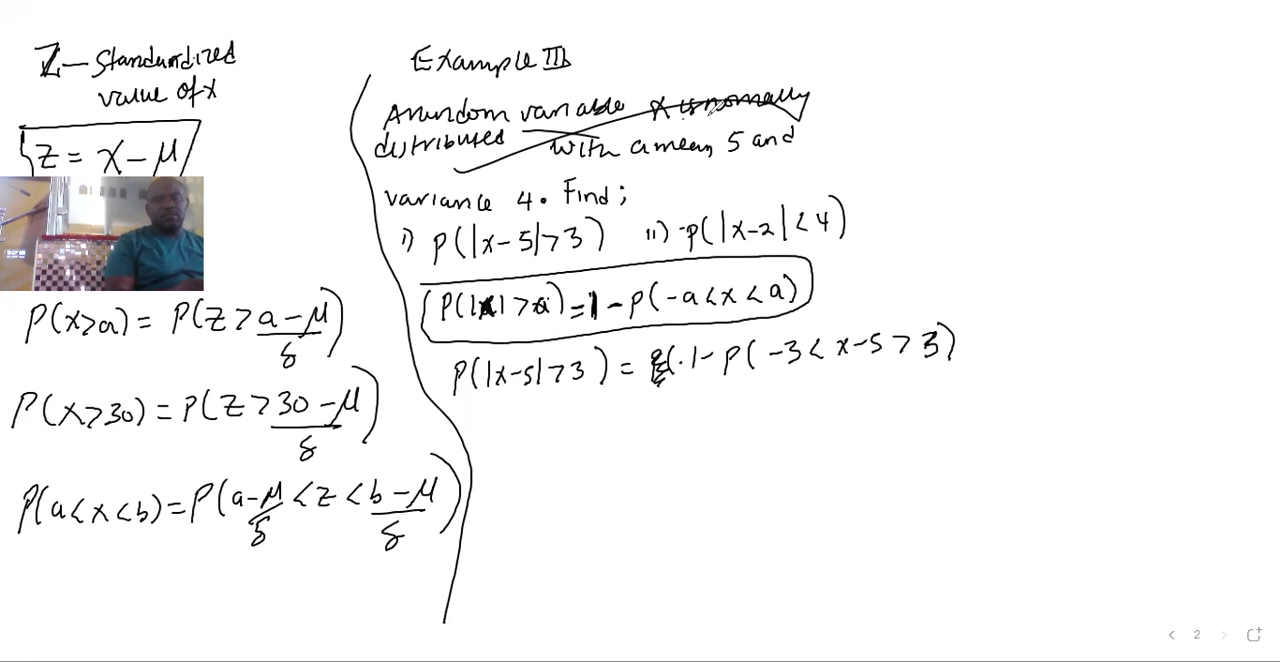 Z - Standardized
value of x
Z = x - μ
P(x>a) = P(Z > a - μ / δ)
P(x>30) = P(Z > 30 - μ / δ)
P(a<x<b) = P(a - μ / δ < z < b - μ / δ)
Example III
A random variable x is normally
distributed with a mean 5 and
variance 4. Find;
i) P(|x-5|>3) ii) P(|x-2|<4)
P(|x|>a) = 1 - P(-a<x<a)
P(|x-5|>3) = 1 - P(-3 < x-5 > 3)
2